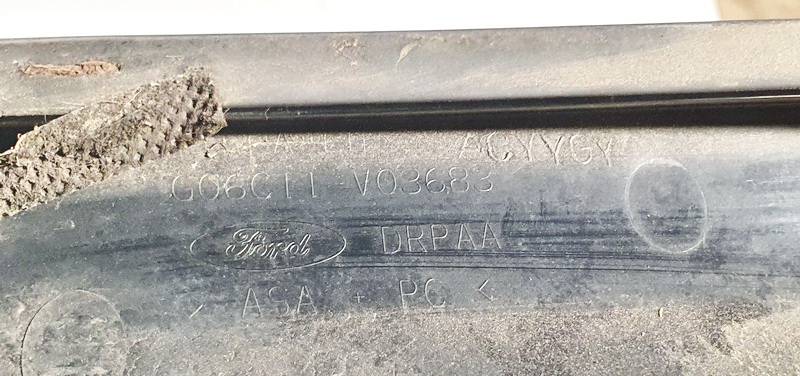 ACYYGY
G06C11-V03683
Ford DRPAA
> ASA + PC <